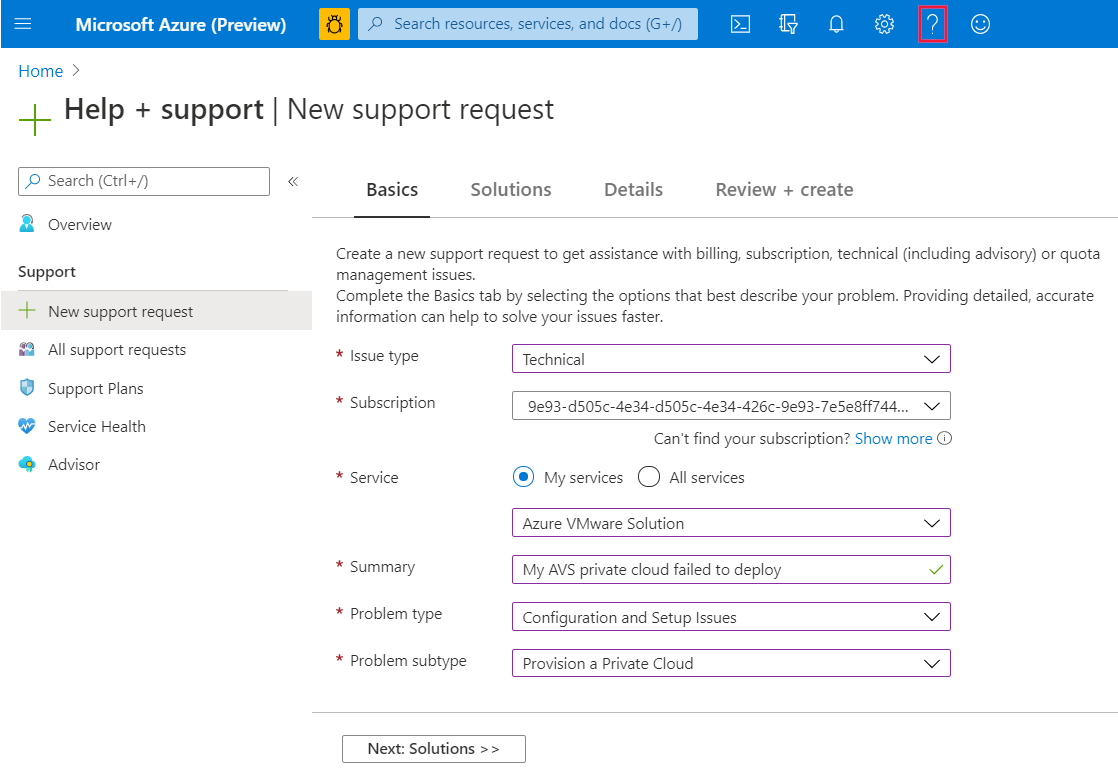 Microsoft Azure (Preview)
Search resources, services, and docs (G+/)
Home
Help + support | New support request
Search (Ctrl+/)
Overview
Support
New support request
All support requests
Support Plans
Service Health
Advisor
Basics
Solutions
Details
Review + create
Create a new support request to get assistance with billing, subscription, technical (including advisory) or quota
management issues.
Complete the Basics tab by selecting the options that best describe your problem. Providing detailed, accurate
information can help to solve your issues faster.
* Issue type
Technical
* Subscription
9e93-d505c-4e34-d505c-4e34-426c-9e93-7e5e8ff744...
Can't find your subscription? Show more
* Service
My services
All services
Azure VMware Solution
* Summary
My AVS private cloud failed to deploy
* Problem type
Configuration and Setup Issues
* Problem subtype
Provision a Private Cloud
Next: Solutions >>